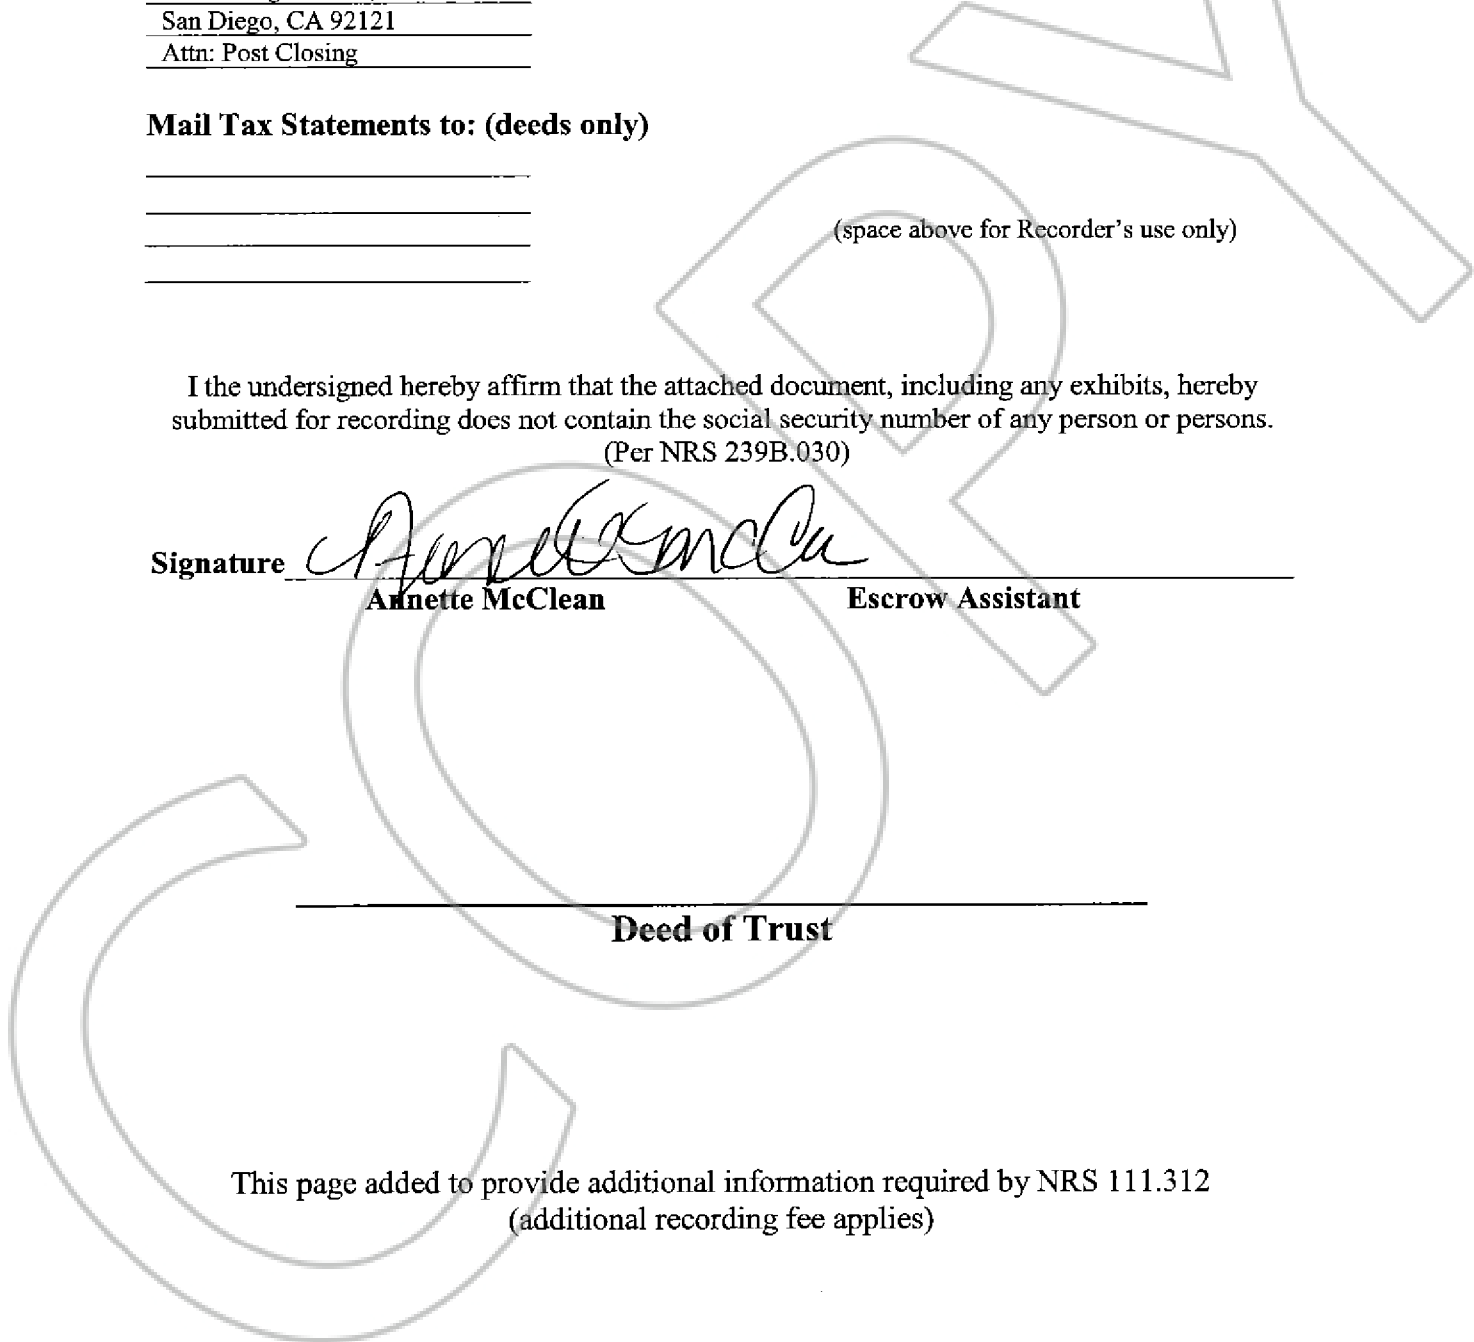 San Diego, CA 92121
Attn: Post Closing
Mail Tax Statements to: (deeds only)
(space above for Recorder's use only)
I the undersigned hereby affirm that the attached document, including any exhibits, hereby
submitted for recording does not contain the social security number of any person or persons.
(Per NRS 239B.030)
Signature
Annette McClean Escrow Assistant
Deed of Trust
This page added to provide additional information required by NRS 111.312
(additional recording fee applies)
COPY